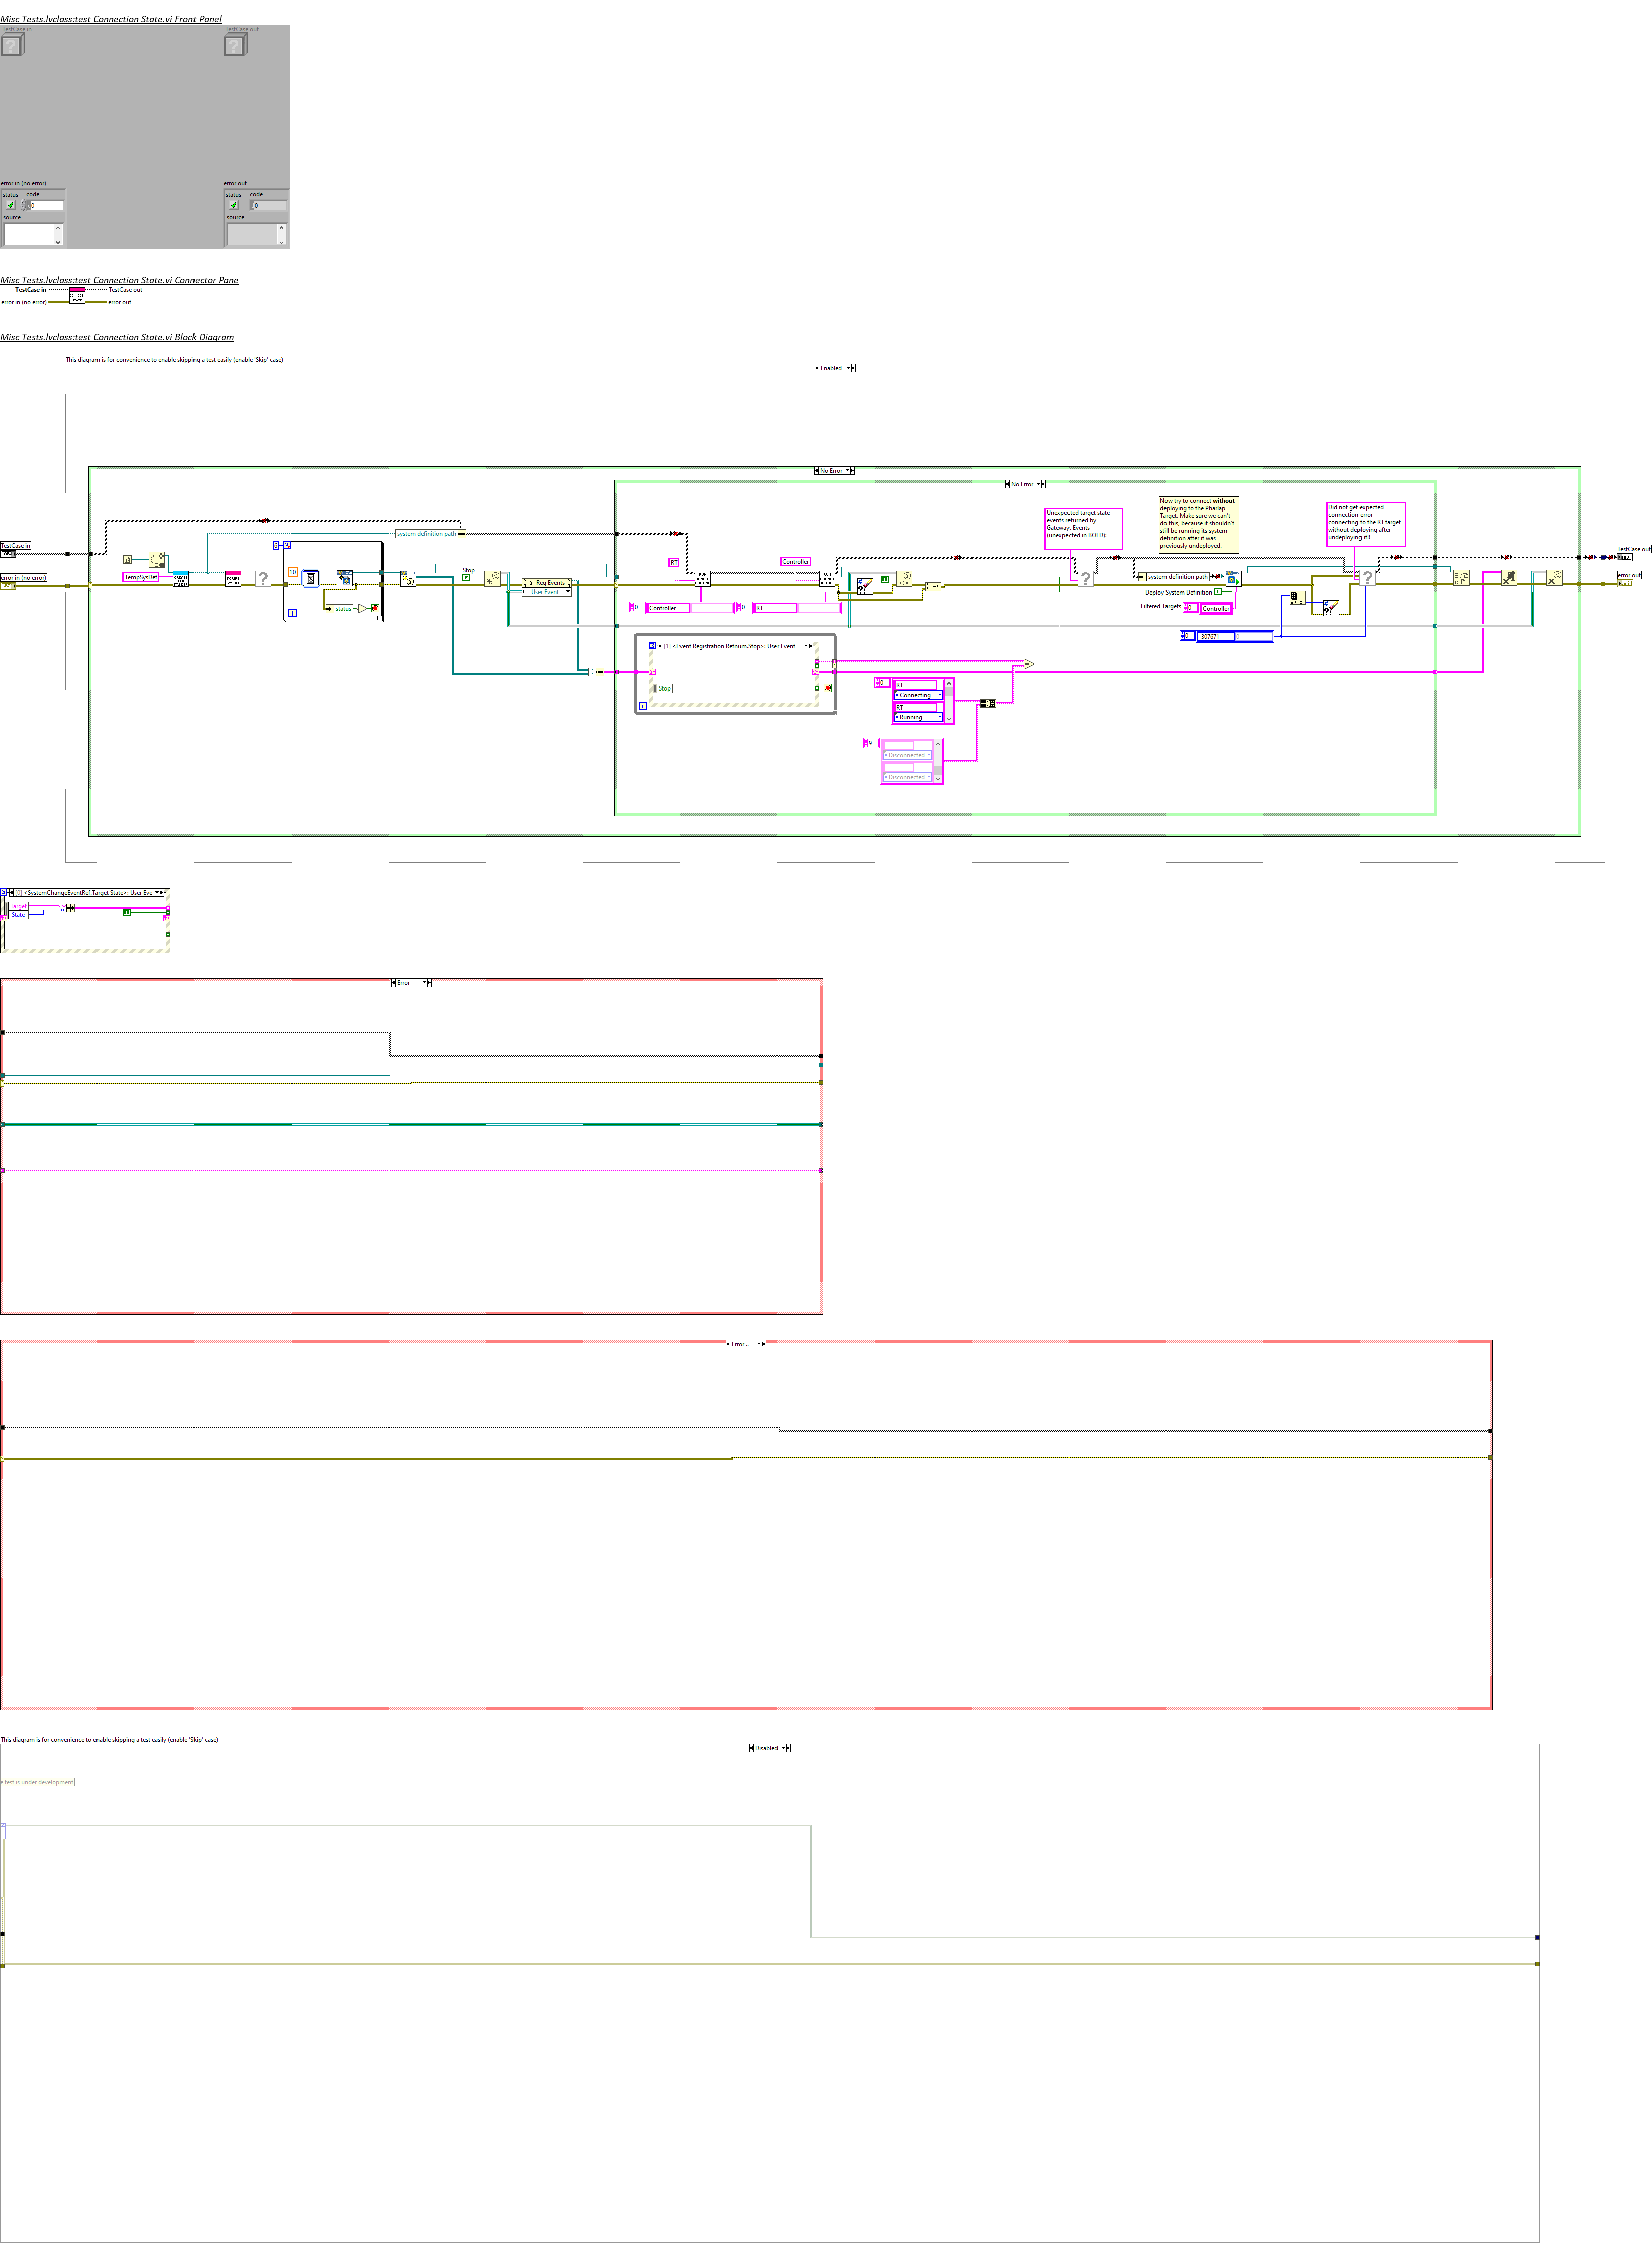 Misc Tests.lvclass:test Connection State.vi Front Panel
TestCase in
TestCase out
error in (no error)
error out
status code
status code
0
0
source
source
Misc Tests.lvclass:test Connection State.vi Connector Pane
TestCase in
TestCase out
error in (no error)
error out
Misc Tests.lvclass:test Connection State.vi Block Diagram
This diagram is for convenience to enable skipping a test easily (enable 'Skip' case)
Enabled
No Error
No Error
TestCase in
error in (no error)
TempSysDef
6
10
i
status
system definition path
Stop
F
Reg Events
User Event
RT
Controller
0
Controller
0
RT
Unexpected target state
events returned by
Gateway. Events
(unexpected in BOLD):
Now try to connect without
deploying to the Pharlap
Target. Make sure we can't
do this, because it shouldn't
still be running its system
definition after it was
previously undeployed.
Did not get expected
connection error
connecting to the RT target
without deploying after
undeploying it!!
system definition path
Deploy System Definition
F
Filtered Targets
0
Controller
0
-307671
0
TestCase out
error out
[1] <Event Registration Refnum.Stop>: User Event
Stop
i
0
RT
Connecting
RT
Running
9
Disconnected
Disconnected
[0] <SystemChangeEventRef.Target State>: User Eve
Target
State
Error
Error ..
This diagram is for convenience to enable skipping a test easily (enable 'Skip' case)
Disabled
test is under development